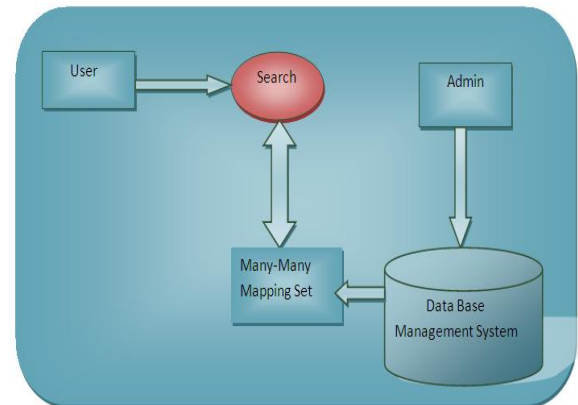 User
Search
Admin
Many-Many
Mapping Set
Data Base
Management System